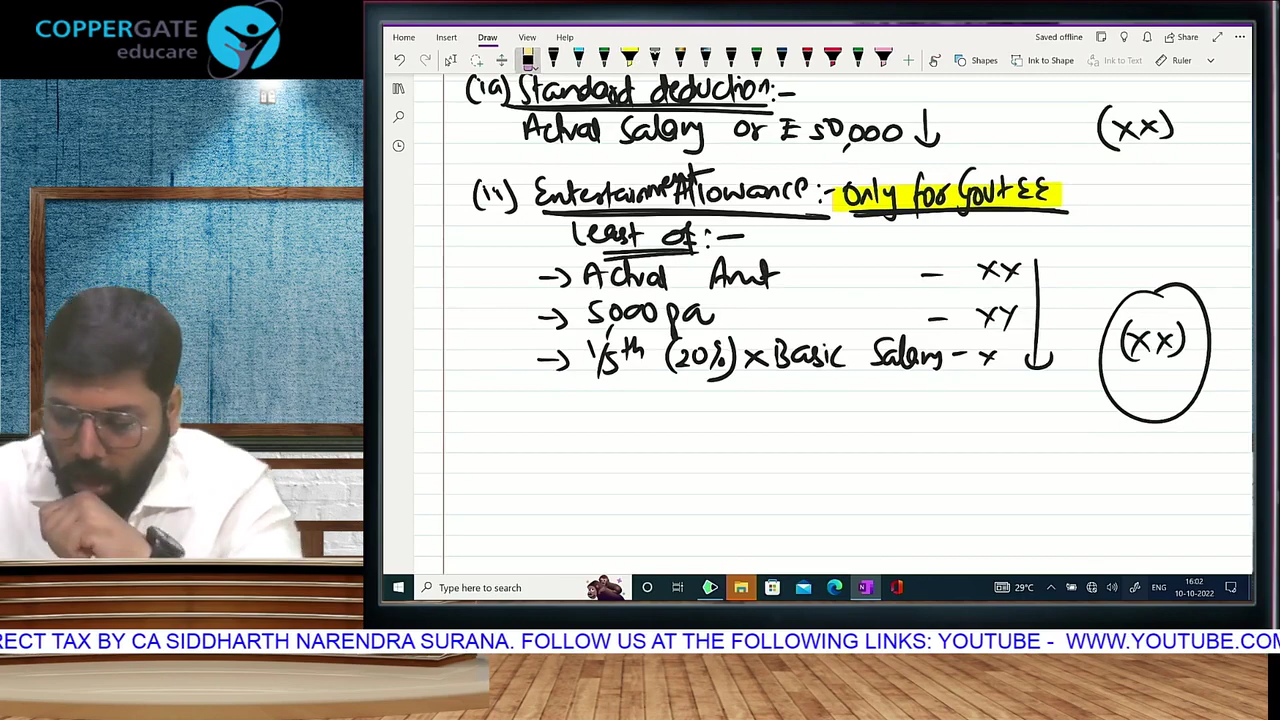 COPPERGATE
educare
Saved offline
Share
Home Insert Draw View Help
Shapes Ink to Shape Ink to Text Ruler
(ia) Standard deduction:-
Actual Salary or ₹ 50,000 ↓ (xx)
(ii) Entertainment Allowance:- Only for Govt EE
Least of:-
→ Actual Amt - xx
→ 5,000 pa - xy
→ 1/5th (20%) x Basic Salary - x
(xx)
Type here to search
29°C
ENG
16:02
10-10-2022
RECT TAX BY CA SIDDHARTH NARENDRA SURANA. FOLLOW US AT THE FOLLOWING LINKS: YOUTUBE - WWW.YOUTUBE.COM